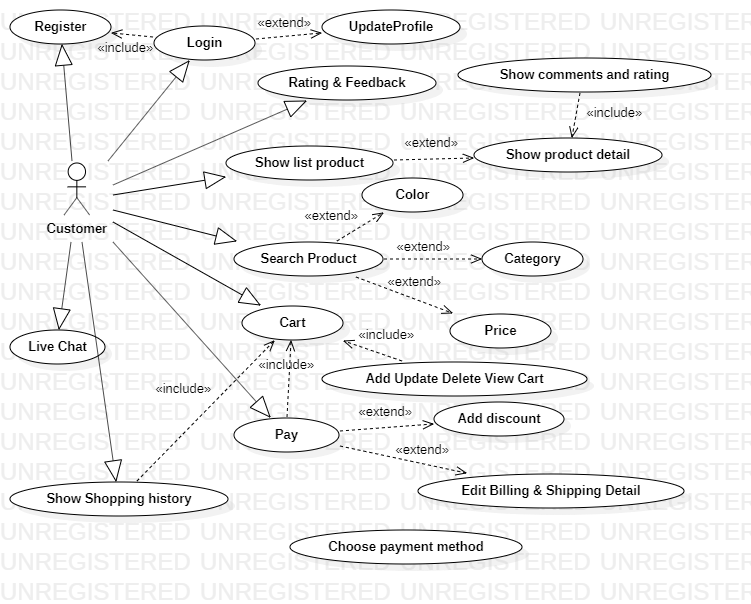 Register
Login
UpdateProfile
«include»
«extend»
Rating & Feedback
Show comments and rating
«include»
Show list product
«extend»
Show product detail
Customer
Color
«extend»
Search Product
«extend»
Category
«extend»
Price
Cart
Live Chat
«include»
«include»
Add Update Delete View Cart
«include»
«extend»
Add discount
Pay
«extend»
Edit Billing & Shipping Detail
Show Shopping history
Choose payment method
UNREGISTERED UNREGISTERED UNREGISTERED UNREGISTERED